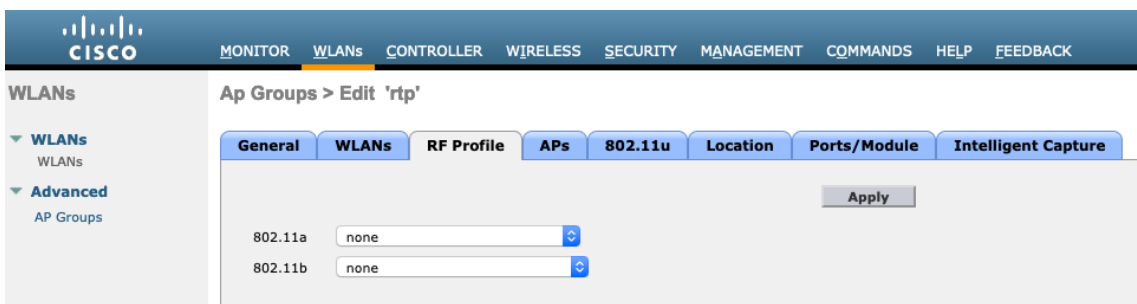 CISCO
MONITOR WLANs CONTROLLER WIRELESS SECURITY MANAGEMENT COMMANDS HELP FEEDBACK
WLANs
Ap Groups > Edit 'rtp'
WLANs
WLANs
Advanced
AP Groups
General WLANs RF Profile APs 802.11u Location Ports/Module Intelligent Capture
Apply
802.11a none
802.11b none